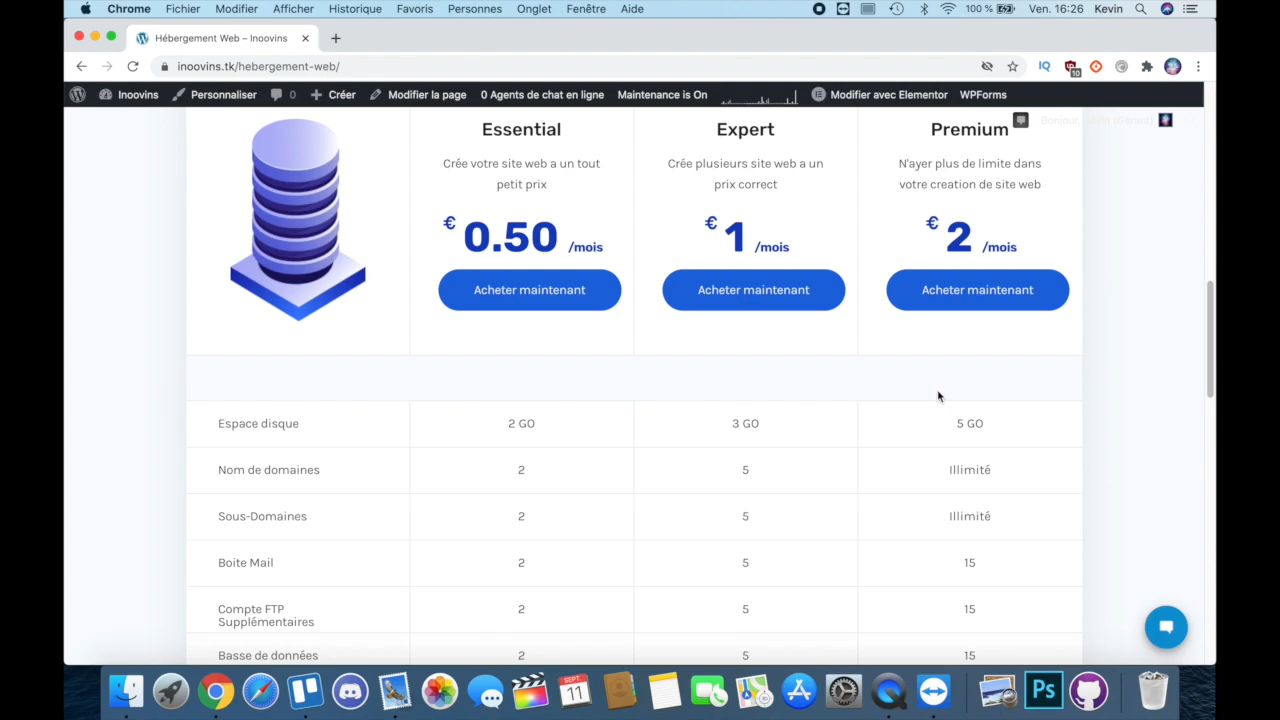 Chrome Fichier Modifier Afficher Historique Favoris Personnes Onglet Fenêtre Aide 100 % Ven. 16:26 Kevin
Hébergement Web – Inoovins
inoovins.tk/hebergement-web/
Inoovins Personnaliser 0 Créer Modifier la page 0 Agents de chat en ligne Maintenance is On Modifier avec Elementor WPForms
Essential Expert Premium
Crée votre site web a un tout petit prix
Crée plusieurs site web a un prix correct
N'ayer plus de limite dans votre creation de site web
€ 0.50 /mois € 1 /mois € 2 /mois
Acheter maintenant Acheter maintenant Acheter maintenant
Espace disque 2 GO 3 GO 5 GO
Nom de domaines 2 5 Illimité
Sous-Domaines 2 5 Illimité
Boite Mail 2 5 15
Compte FTP
Supplémentaires 2 5 15
Basse de données 2 5 15
SEPT.
11
Ps